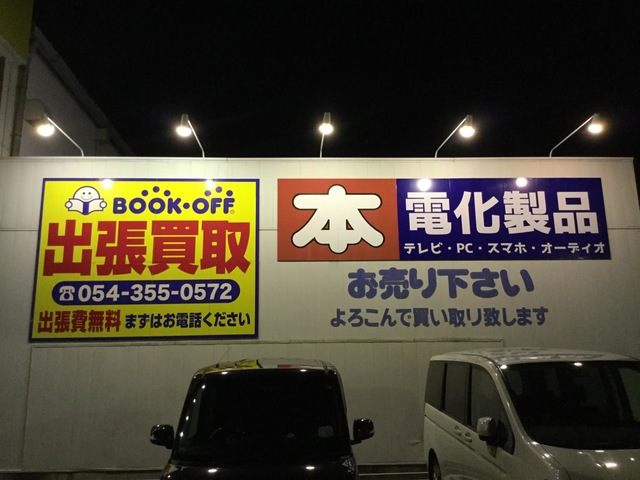 BOOK・OFF
出張買取
☎054-355-0572
出張費無料 まずはお電話ください
本 電化製品
テレビ・PC・スマホ・オーディオ
お売り下さい
よろこんで買い取り致します